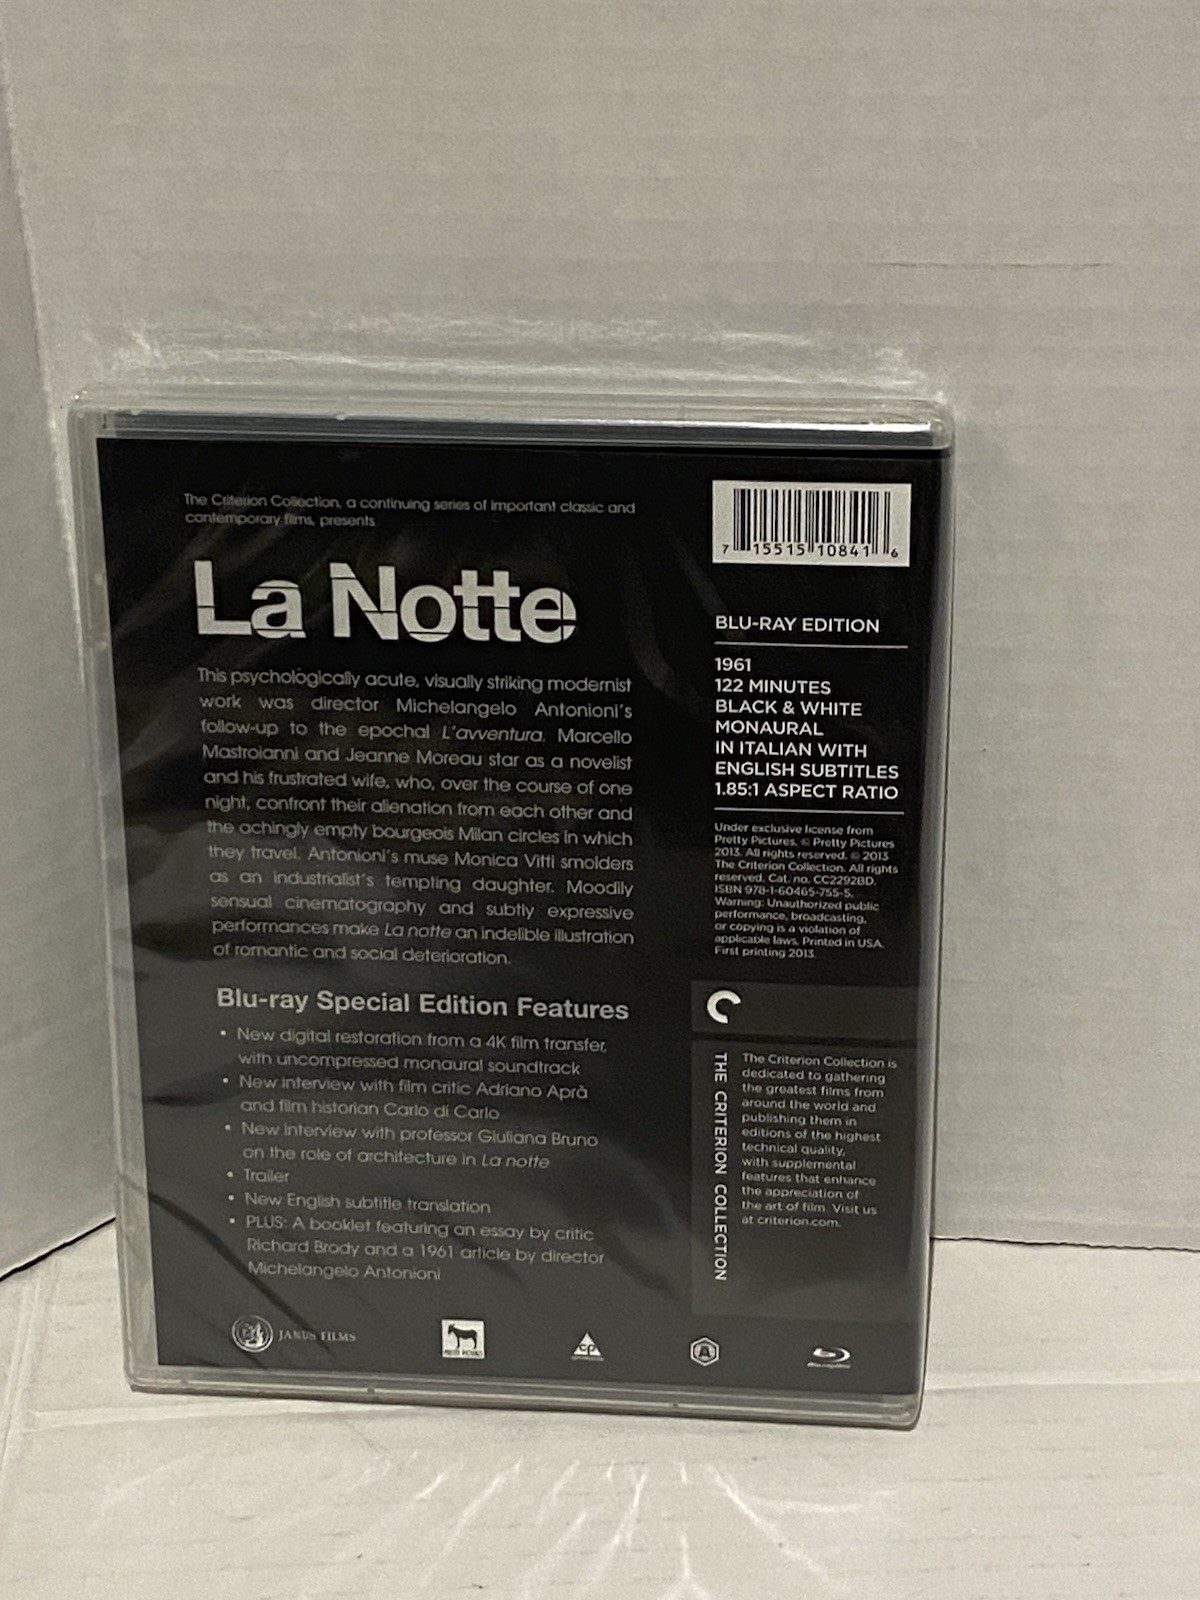 The Criterion Collection, a continuing series of important classic and
contemporary films, presents
La Notte
This psychologically acute, visually striking modernist
work was director Michelangelo Antonioni's
follow-up to the epochal L'avventura. Marcello
Mastroianni and Jeanne Moreau star as a novelist
and his frustrated wife, who, over the course of one
night, confront their alienation from each other and
the achingly empty bourgeois Milan circles in which
they travel. Antonioni's muse Monica Vitti smolders
as an industrialist's tempting daughter. Moodily
sensual cinematography and subtly expressive
performances make La notte an indelible illustration
of romantic and social deterioration.
Blu-ray Special Edition Features
• New digital restoration from a 4K film transfer,
with uncompressed monaural soundtrack
• New interview with film critic Adriano Aprà
and film historian Carlo di Carlo
• New interview with professor Giuliana Bruno
on the role of architecture in La notte
• Trailer
• New English subtitle translation
• PLUS: A booklet featuring an essay by critic
Richard Brody and a 1961 article by director
Michelangelo Antonioni
7 15515 10841 6
BLU-RAY EDITION
1961
122 MINUTES
BLACK & WHITE
MONAURAL
IN ITALIAN WITH
ENGLISH SUBTITLES
1.85:1 ASPECT RATIO
Under exclusive license from
Pretty Pictures. © Pretty Pictures
2013. All rights reserved. © 2013
The Criterion Collection. All rights
reserved. Cat. no. CC2292BD.
ISBN 978-1-60465-755-5.
Warning: Unauthorized public
performance, broadcasting,
or copying is a violation of
applicable laws. Printed in USA.
First printing 2013.
THE CRITERION COLLECTION
The Criterion Collection is
dedicated to gathering
the greatest films from
around the world and
publishing them in
editions of the highest
technical quality,
with supplemental
features that enhance
the appreciation of
the art of film. Visit us
at criterion.com.
JANUS FILMS
PRETTY PICTURES
cp
A
Blu-ray Disc